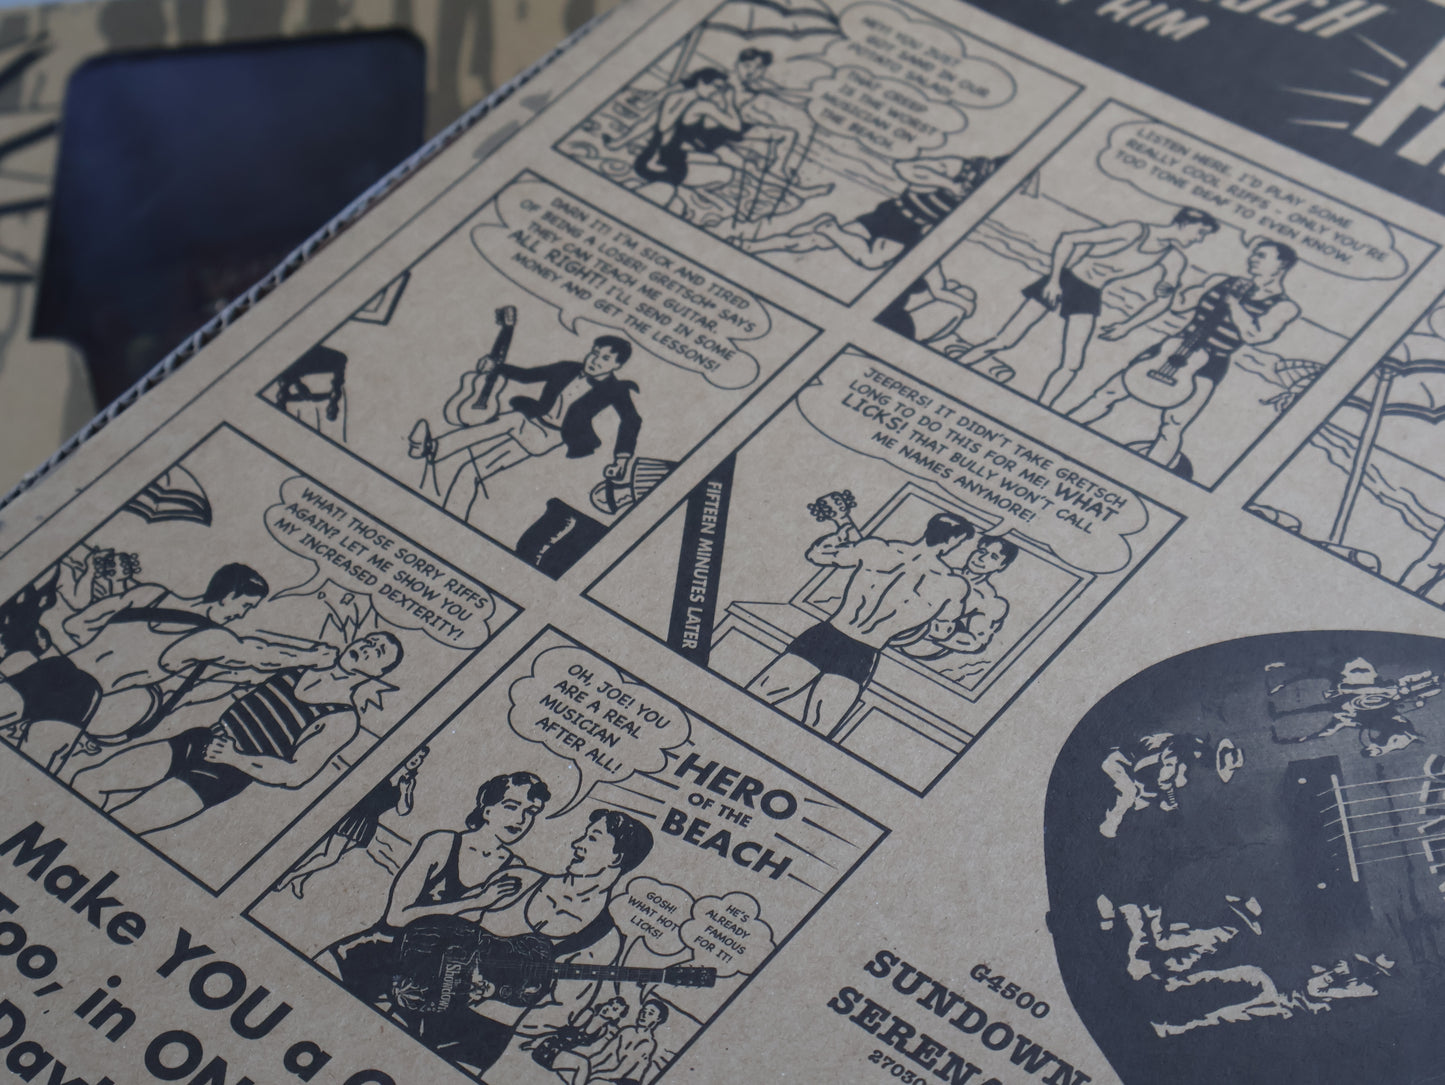 HIM
HEY! YOU JUST
GOT SAND IN OUR
POTATO SALAD!
THAT CREEP
IS THE WORST
MUSICIAN ON
THE BEACH.
LISTEN HERE. I'D PLAY SOME
REALLY COOL RIFFS - ONLY YOU'RE
TOO TONE DEAF TO EVEN KNOW.
DARN IT! I'M SICK AND TIRED
OF BEING A LOSER! GRETSCH® SAYS
THEY CAN TEACH ME GUITAR.
ALL RIGHT! I'LL SEND IN SOME
MONEY AND GET THE LESSONS!
FIFTEEN MINUTES LATER
JEEPERS! IT DIDN'T TAKE GRETSCH
LONG TO DO THIS FOR ME! WHAT
LICKS! THAT BULLY WON'T CALL
ME NAMES ANYMORE!
WHAT! THOSE SORRY RIFFS
AGAIN? LET ME SHOW YOU
MY INCREASED DEXTERITY!
OH, JOE! YOU
ARE A REAL
MUSICIAN
AFTER ALL!
HERO
OF THE
BEACH
GOSH!
WHAT HOT
LICKS!
HE'S
ALREADY
FAMOUS
FOR IT!
Showdown
Make YOU a
Too, in
G4500
SUNDOWN